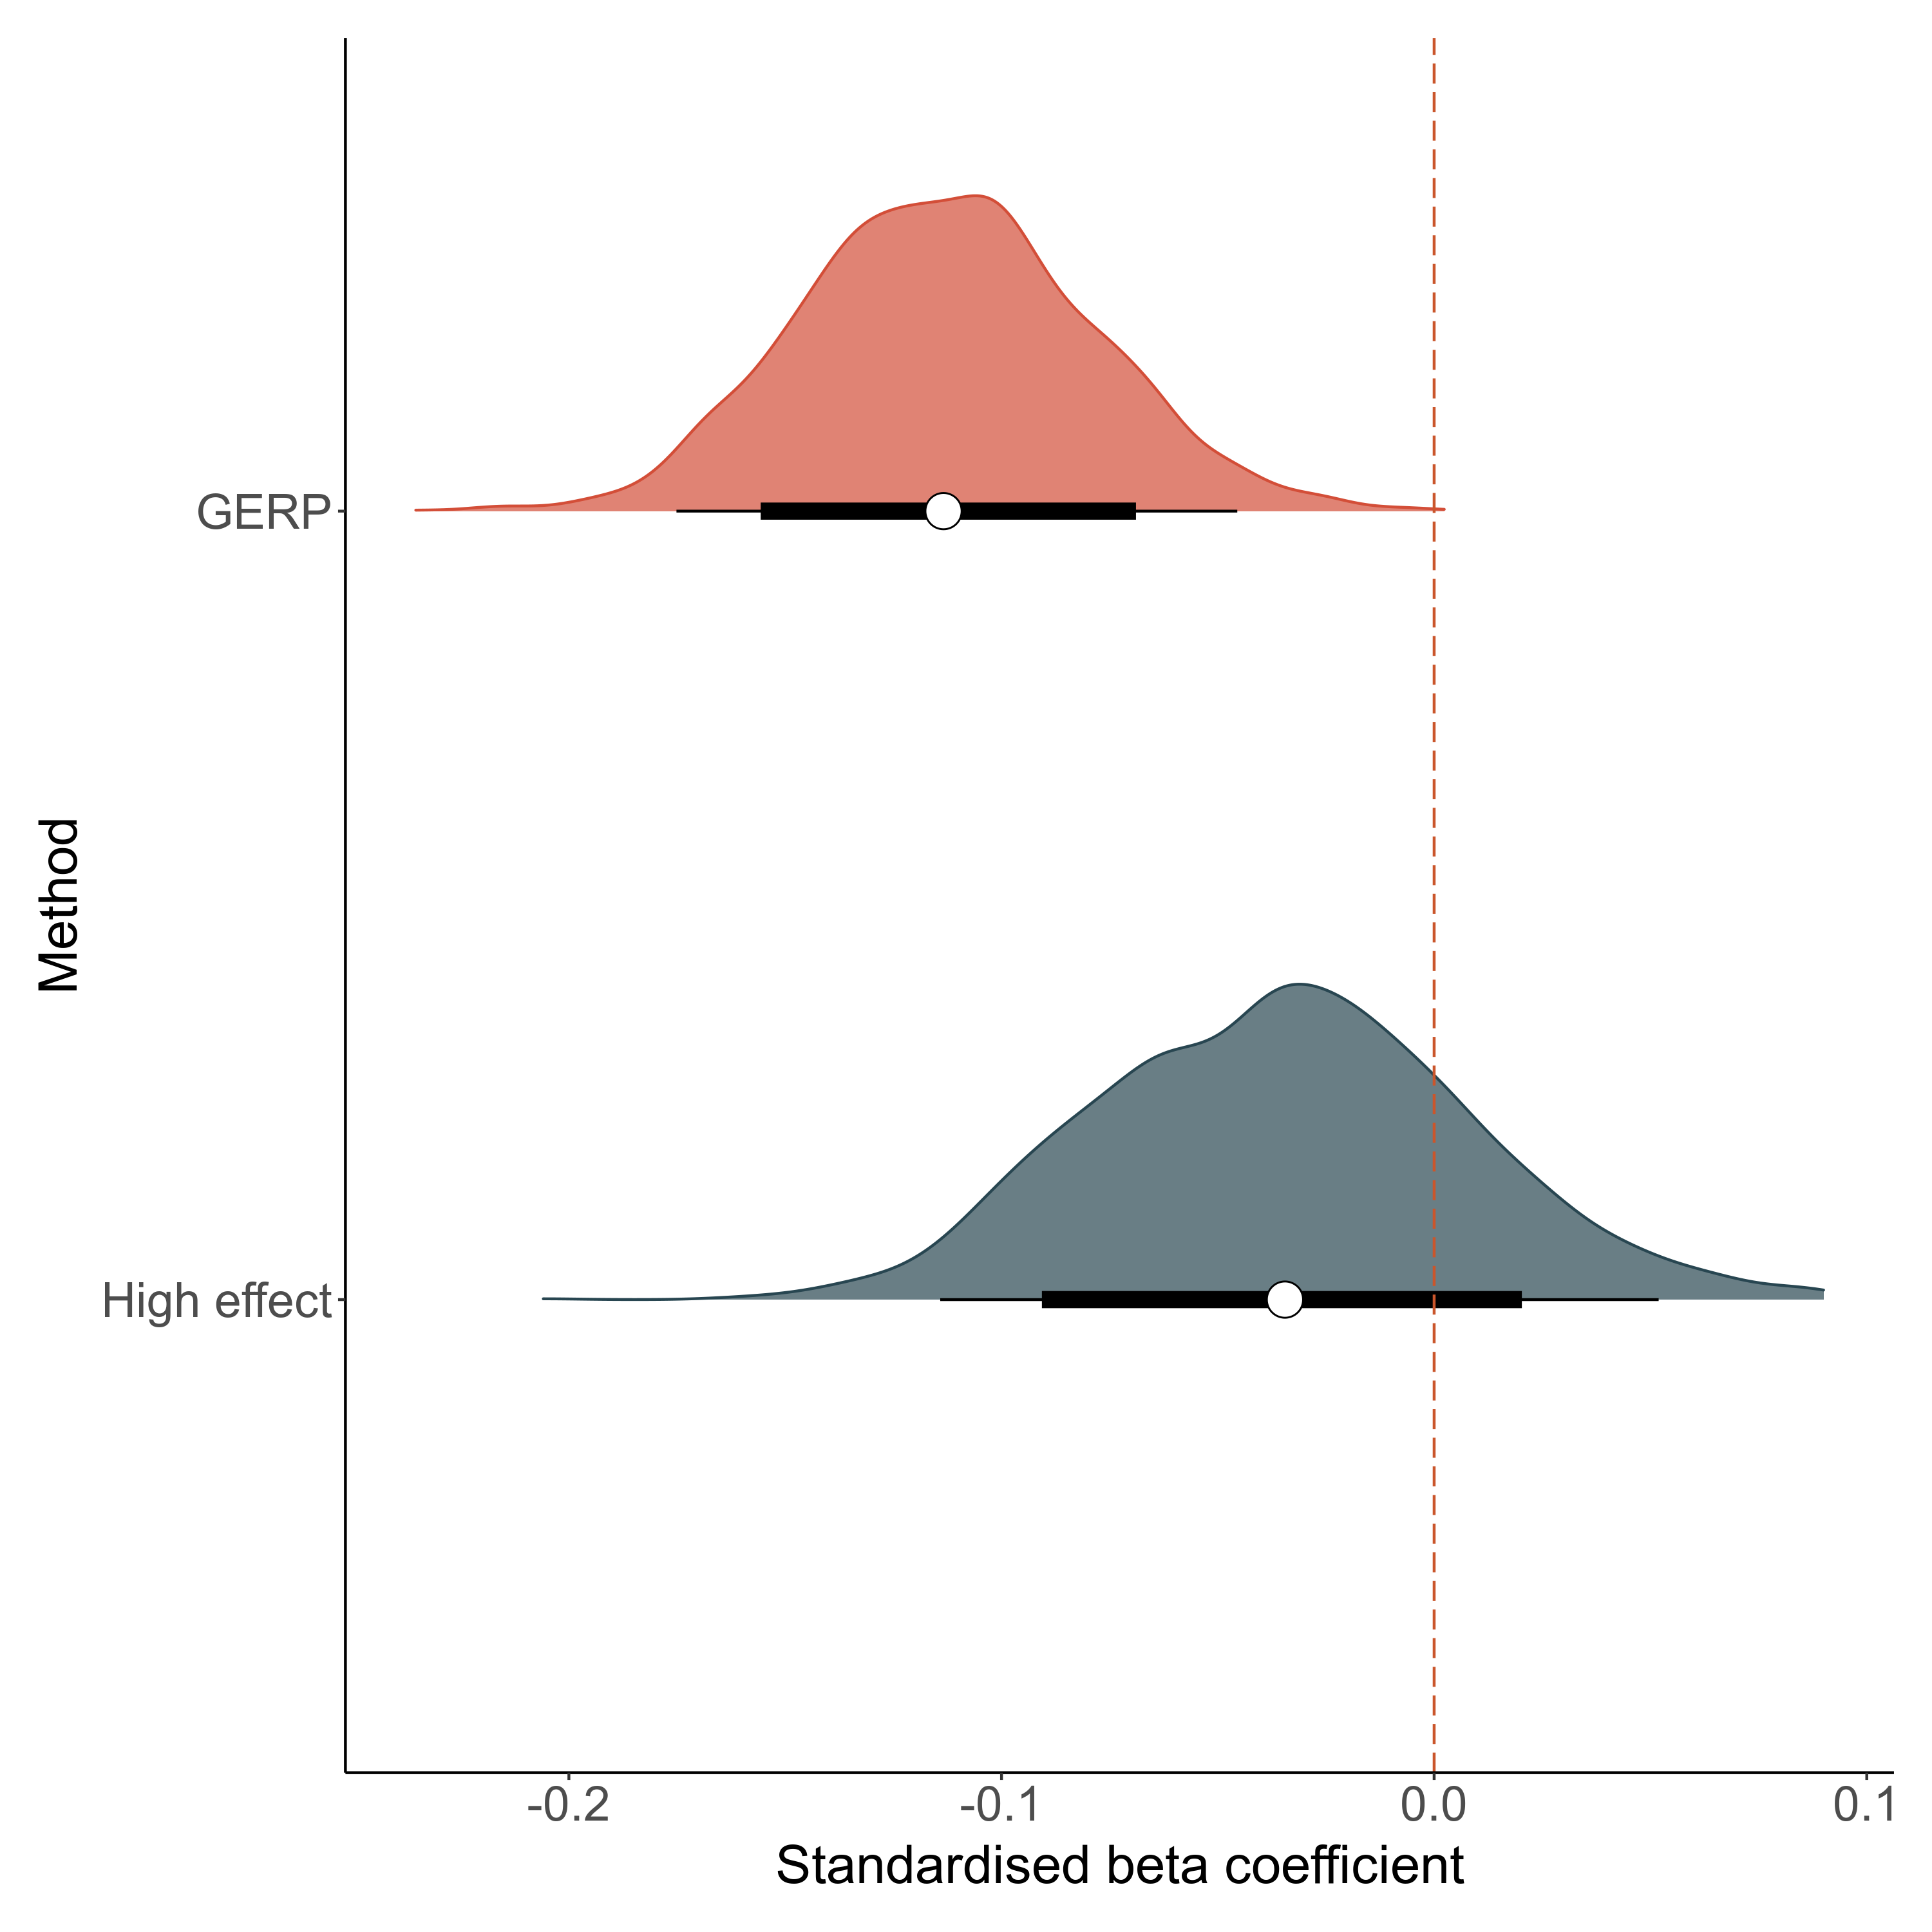 Method
GERP
High effect
-0.2
-0.1
0.0
0.1
Standardised beta coefficient